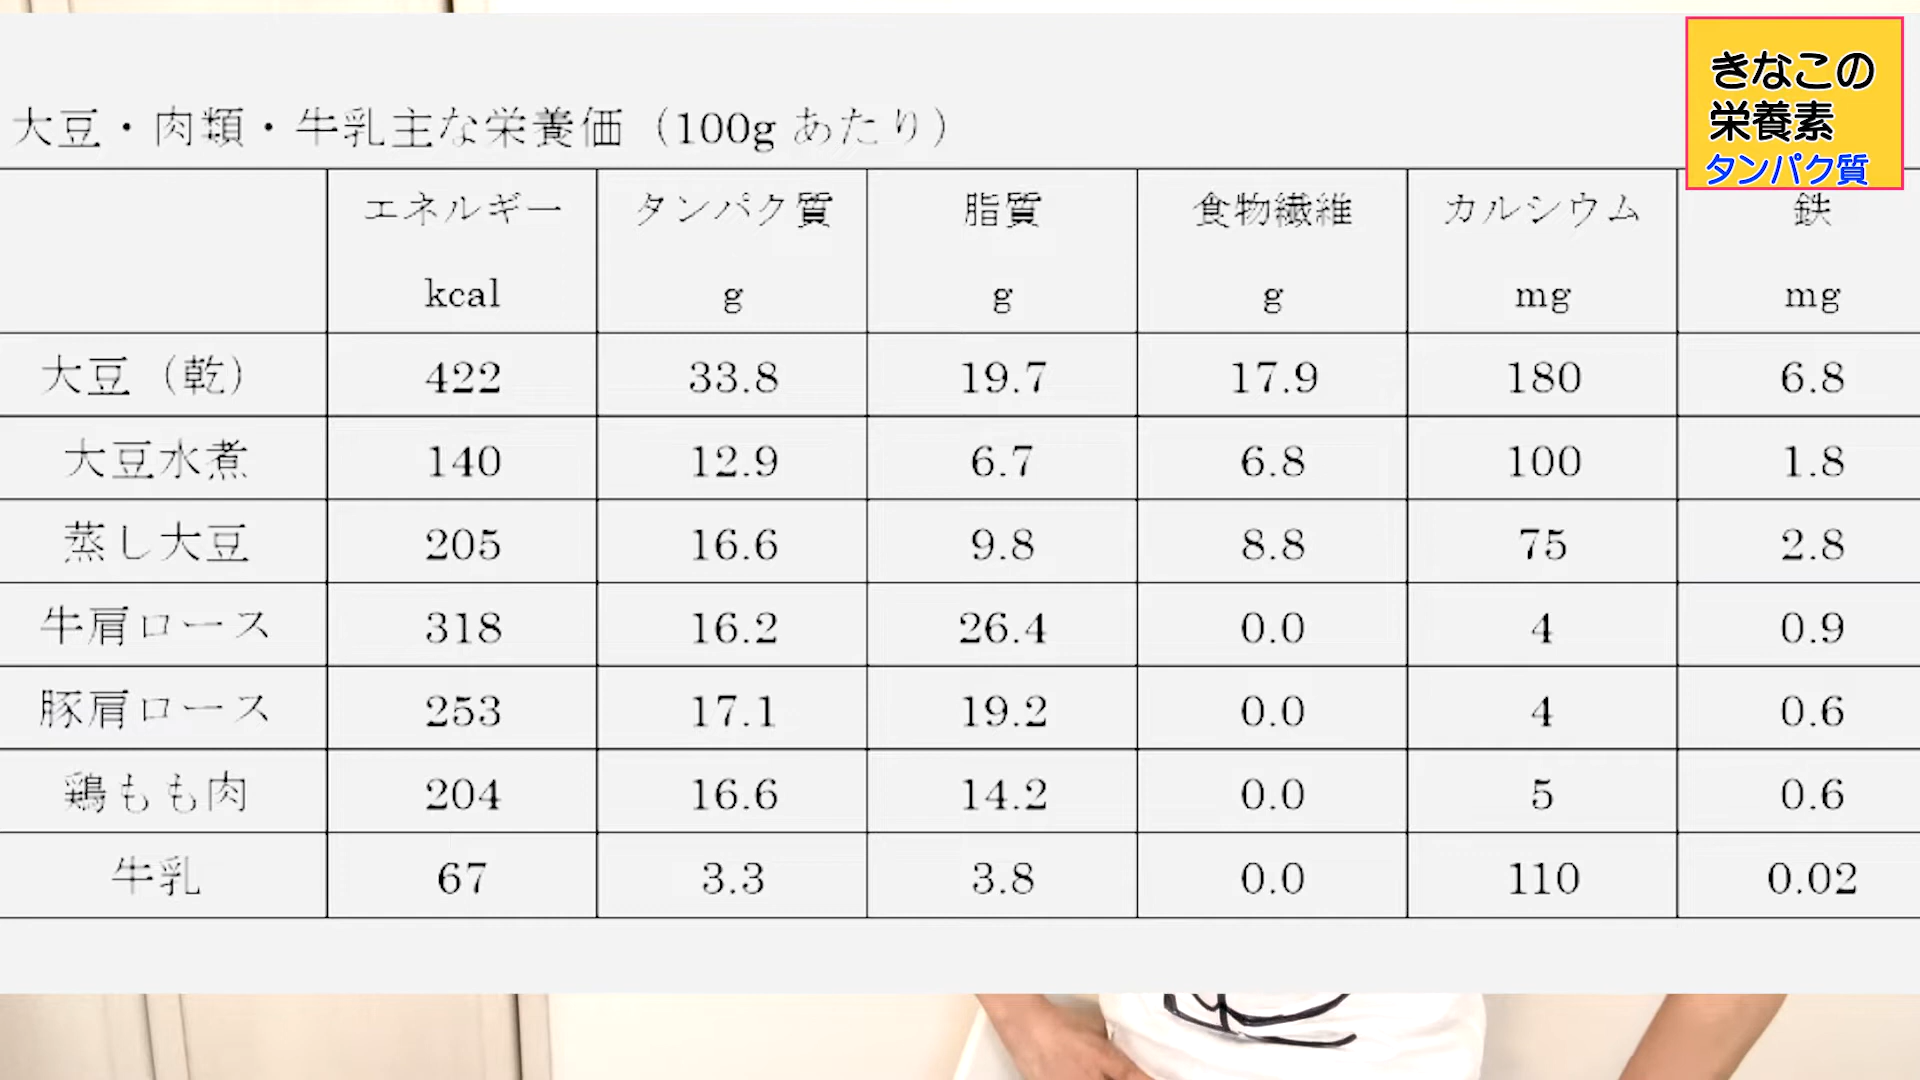 きなこの
栄養素
タンパク質
大豆・肉類・牛乳主な栄養価（100g あたり）
エネルギー タンパク質 脂質 食物繊維 カルシウム 鉄
kcal g g g mg mg
大豆（乾） 422 33.8 19.7 17.9 180 6.8
大豆水煮 140 12.9 6.7 6.8 100 1.8
蒸し大豆 205 16.6 9.8 8.8 75 2.8
牛肩ロース 318 16.2 26.4 0.0 4 0.9
豚肩ロース 253 17.1 19.2 0.0 4 0.6
鶏もも肉 204 16.6 14.2 0.0 5 0.6
牛乳 67 3.3 3.8 0.0 110 0.02